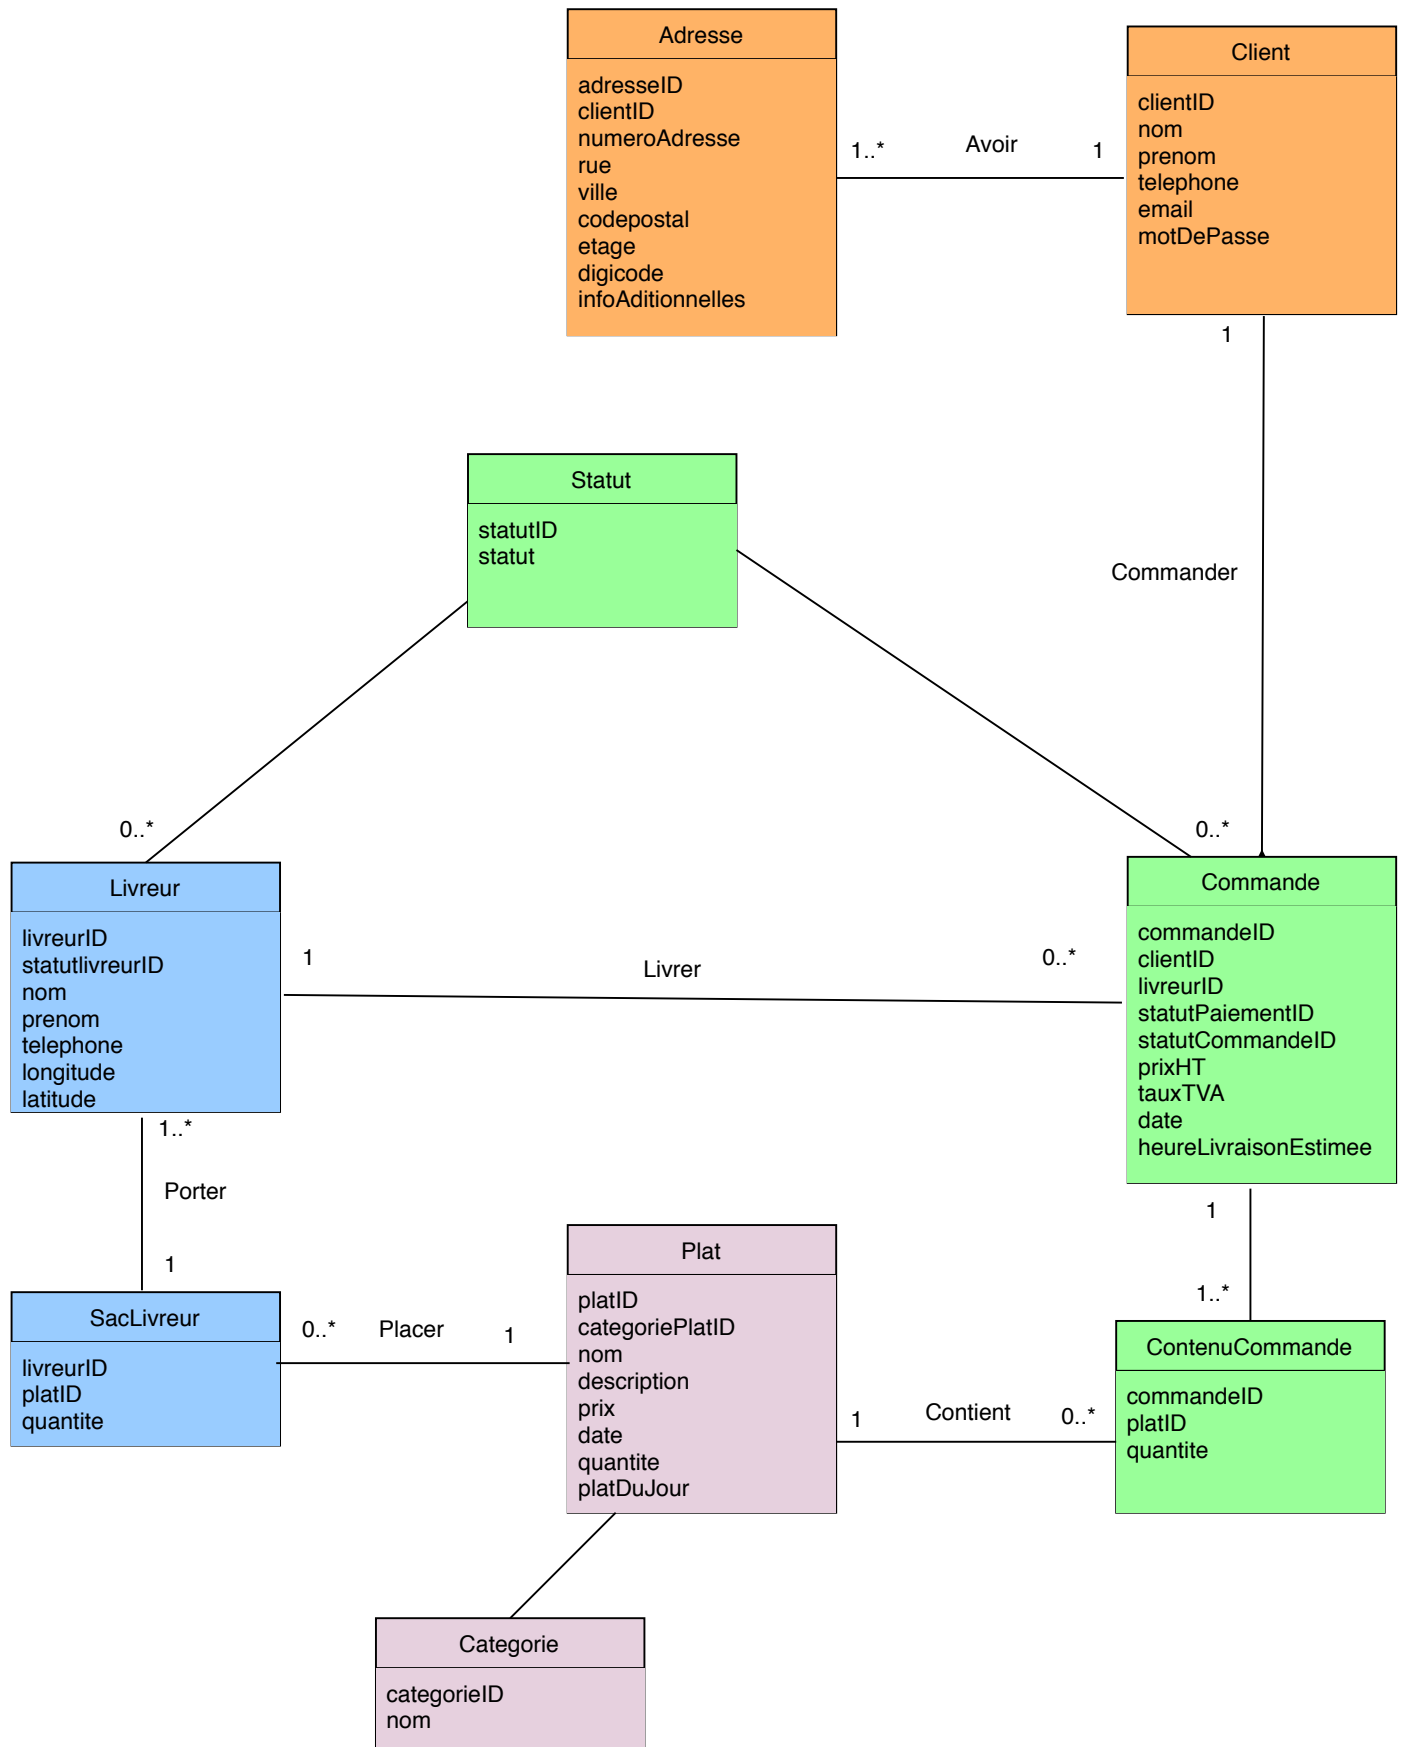 Adresse
adresseID
clientID
numeroAdresse
rue
ville
codepostal
etage
digicode
infoAditionnelles
1..*
Avoir
1
Client
clientID
nom
prenom
telephone
email
motDePasse
1
Commander
0..*
Statut
statutID
statut
0..*
Livreur
livreurID
statutlivreurID
nom
prenom
telephone
longitude
latitude
1
Livrer
0..*
Commande
commandeID
clientID
livreurID
statutPaiementID
statutCommandeID
prixHT
tauxTVA
date
heureLivraisonEstimee
1..*
Porter
1
SacLivreur
livreurID
platID
quantite
0..*
Placer
1
Plat
platID
categoriePlatID
nom
description
prix
date
quantite
platDuJour
1
Contient
0..*
1
1..*
ContenuCommande
commandeID
platID
quantite
Categorie
categorieID
nom